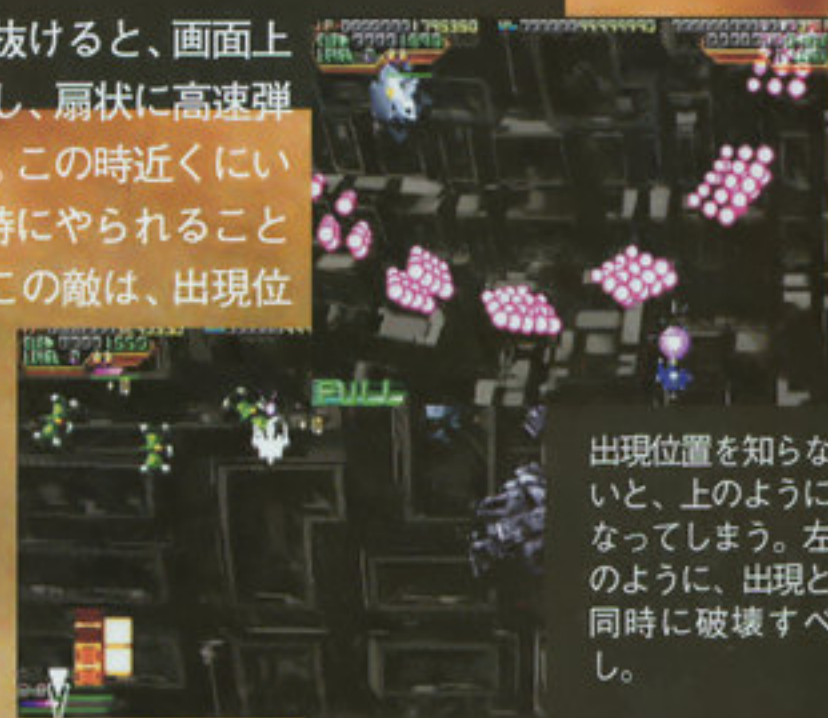 抜けると、画面上
し、扇状に高速弾
。この時近くにい
時にやられること
この敵は、出現位
FULL
出現位置を知らな
いと、上のように
なってしまう。左
のように、出現と
同時に破壊すべ
し。